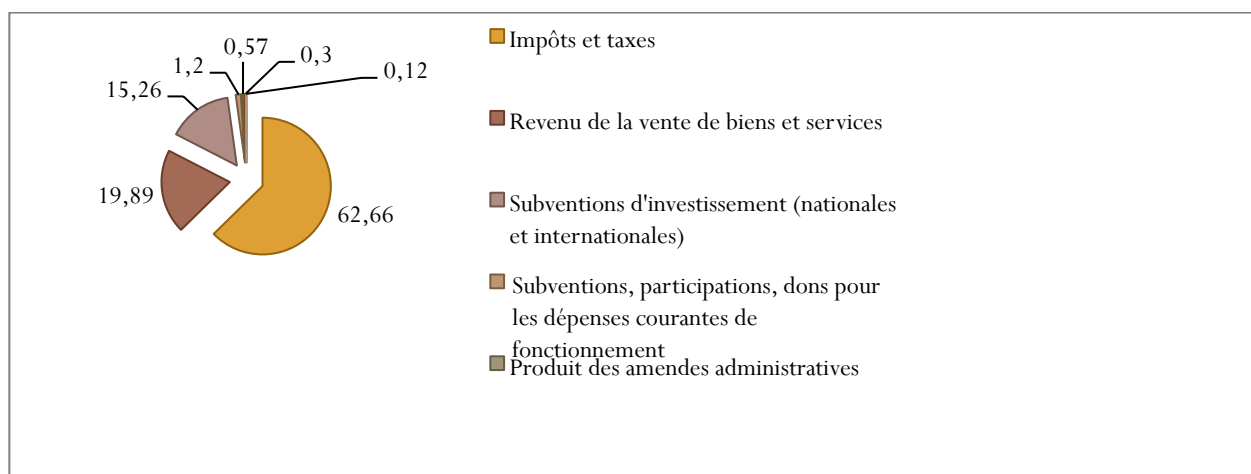 0,57
0,3
1,2
0,12
15,26
19,89
62,66
Impôts et taxes
Revenu de la vente de biens et services
Subventions d'investissement (nationales
et internationales)
Subventions, participations, dons pour
les dépenses courantes de
fonctionnement
Produit des amendes administratives